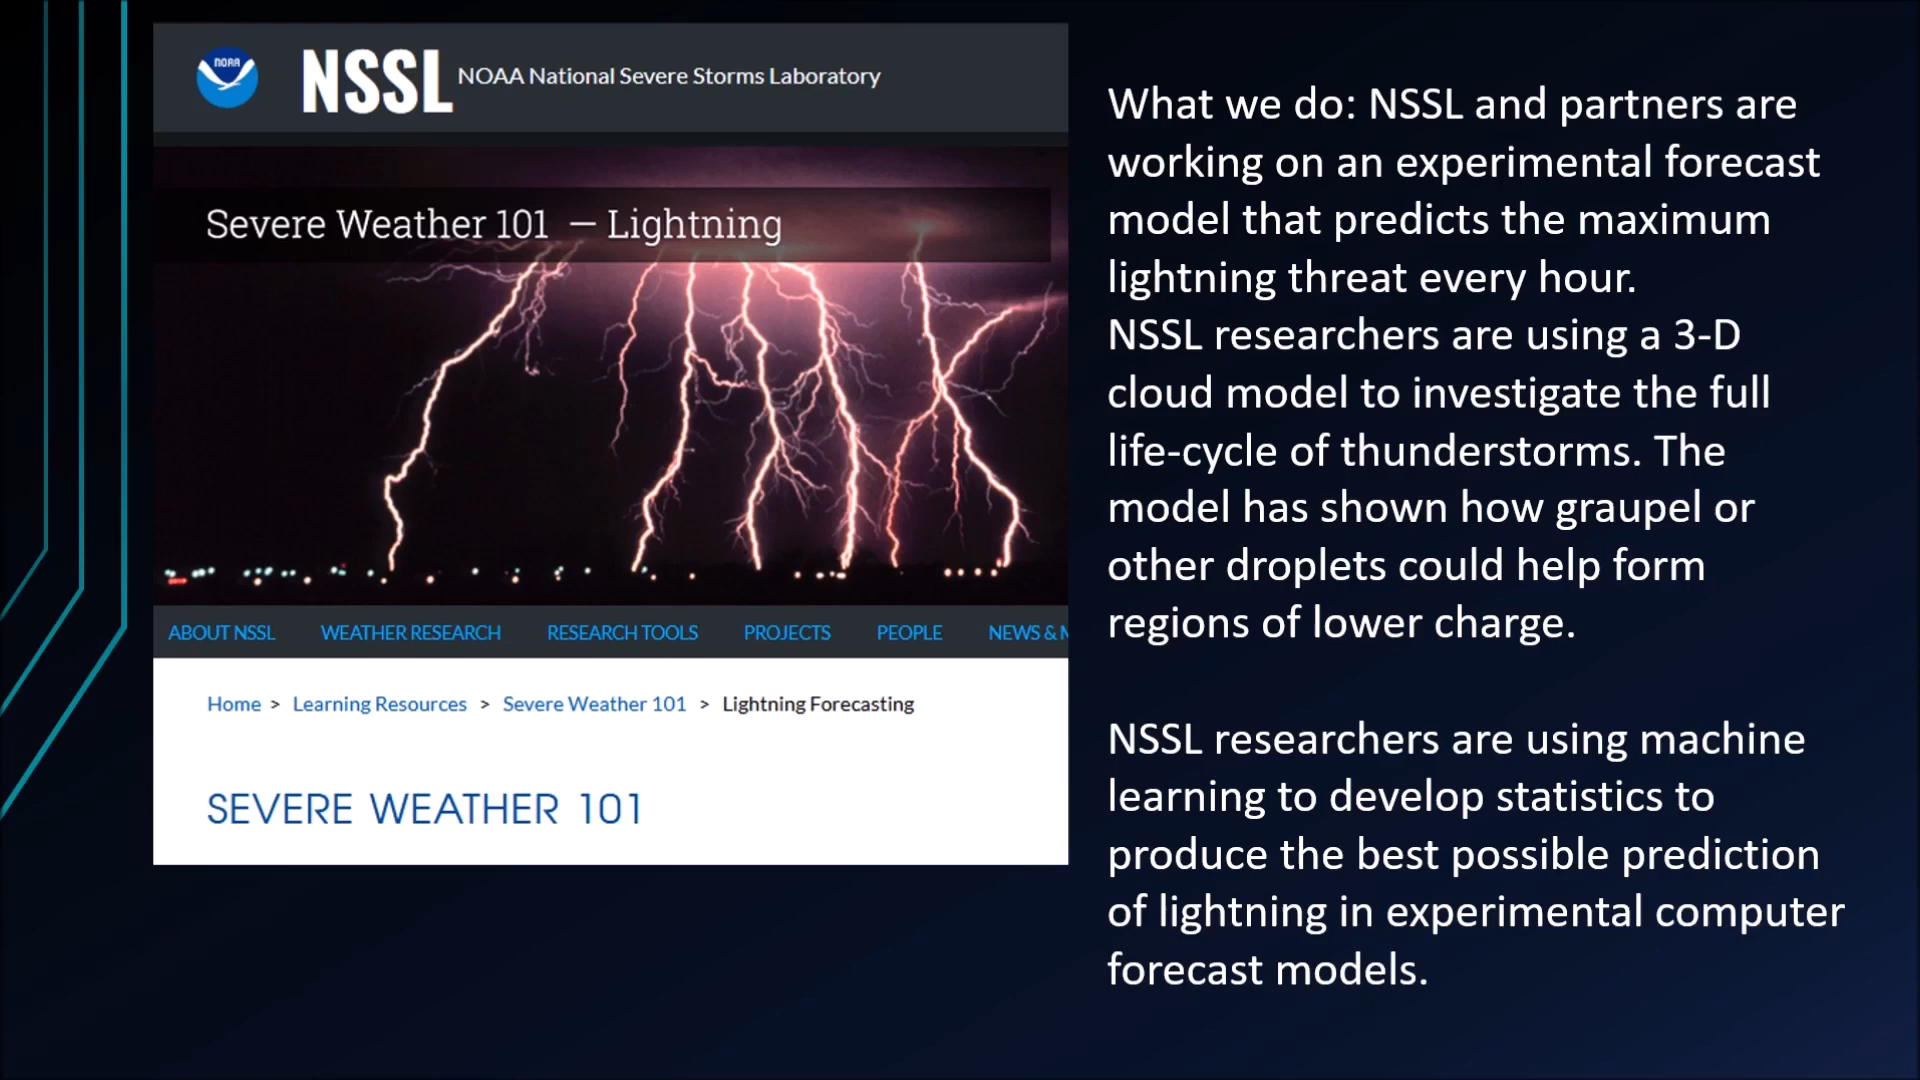 NOAA
NSSL NOAA National Severe Storms Laboratory
Severe Weather 101 — Lightning
ABOUT NSSL WEATHER RESEARCH RESEARCH TOOLS PROJECTS PEOPLE NEWS & M
Home > Learning Resources > Severe Weather 101 > Lightning Forecasting
SEVERE WEATHER 101
What we do: NSSL and partners are
working on an experimental forecast
model that predicts the maximum
lightning threat every hour.
NSSL researchers are using a 3-D
cloud model to investigate the full
life-cycle of thunderstorms. The
model has shown how graupel or
other droplets could help form
regions of lower charge.
NSSL researchers are using machine
learning to develop statistics to
produce the best possible prediction
of lightning in experimental computer
forecast models.